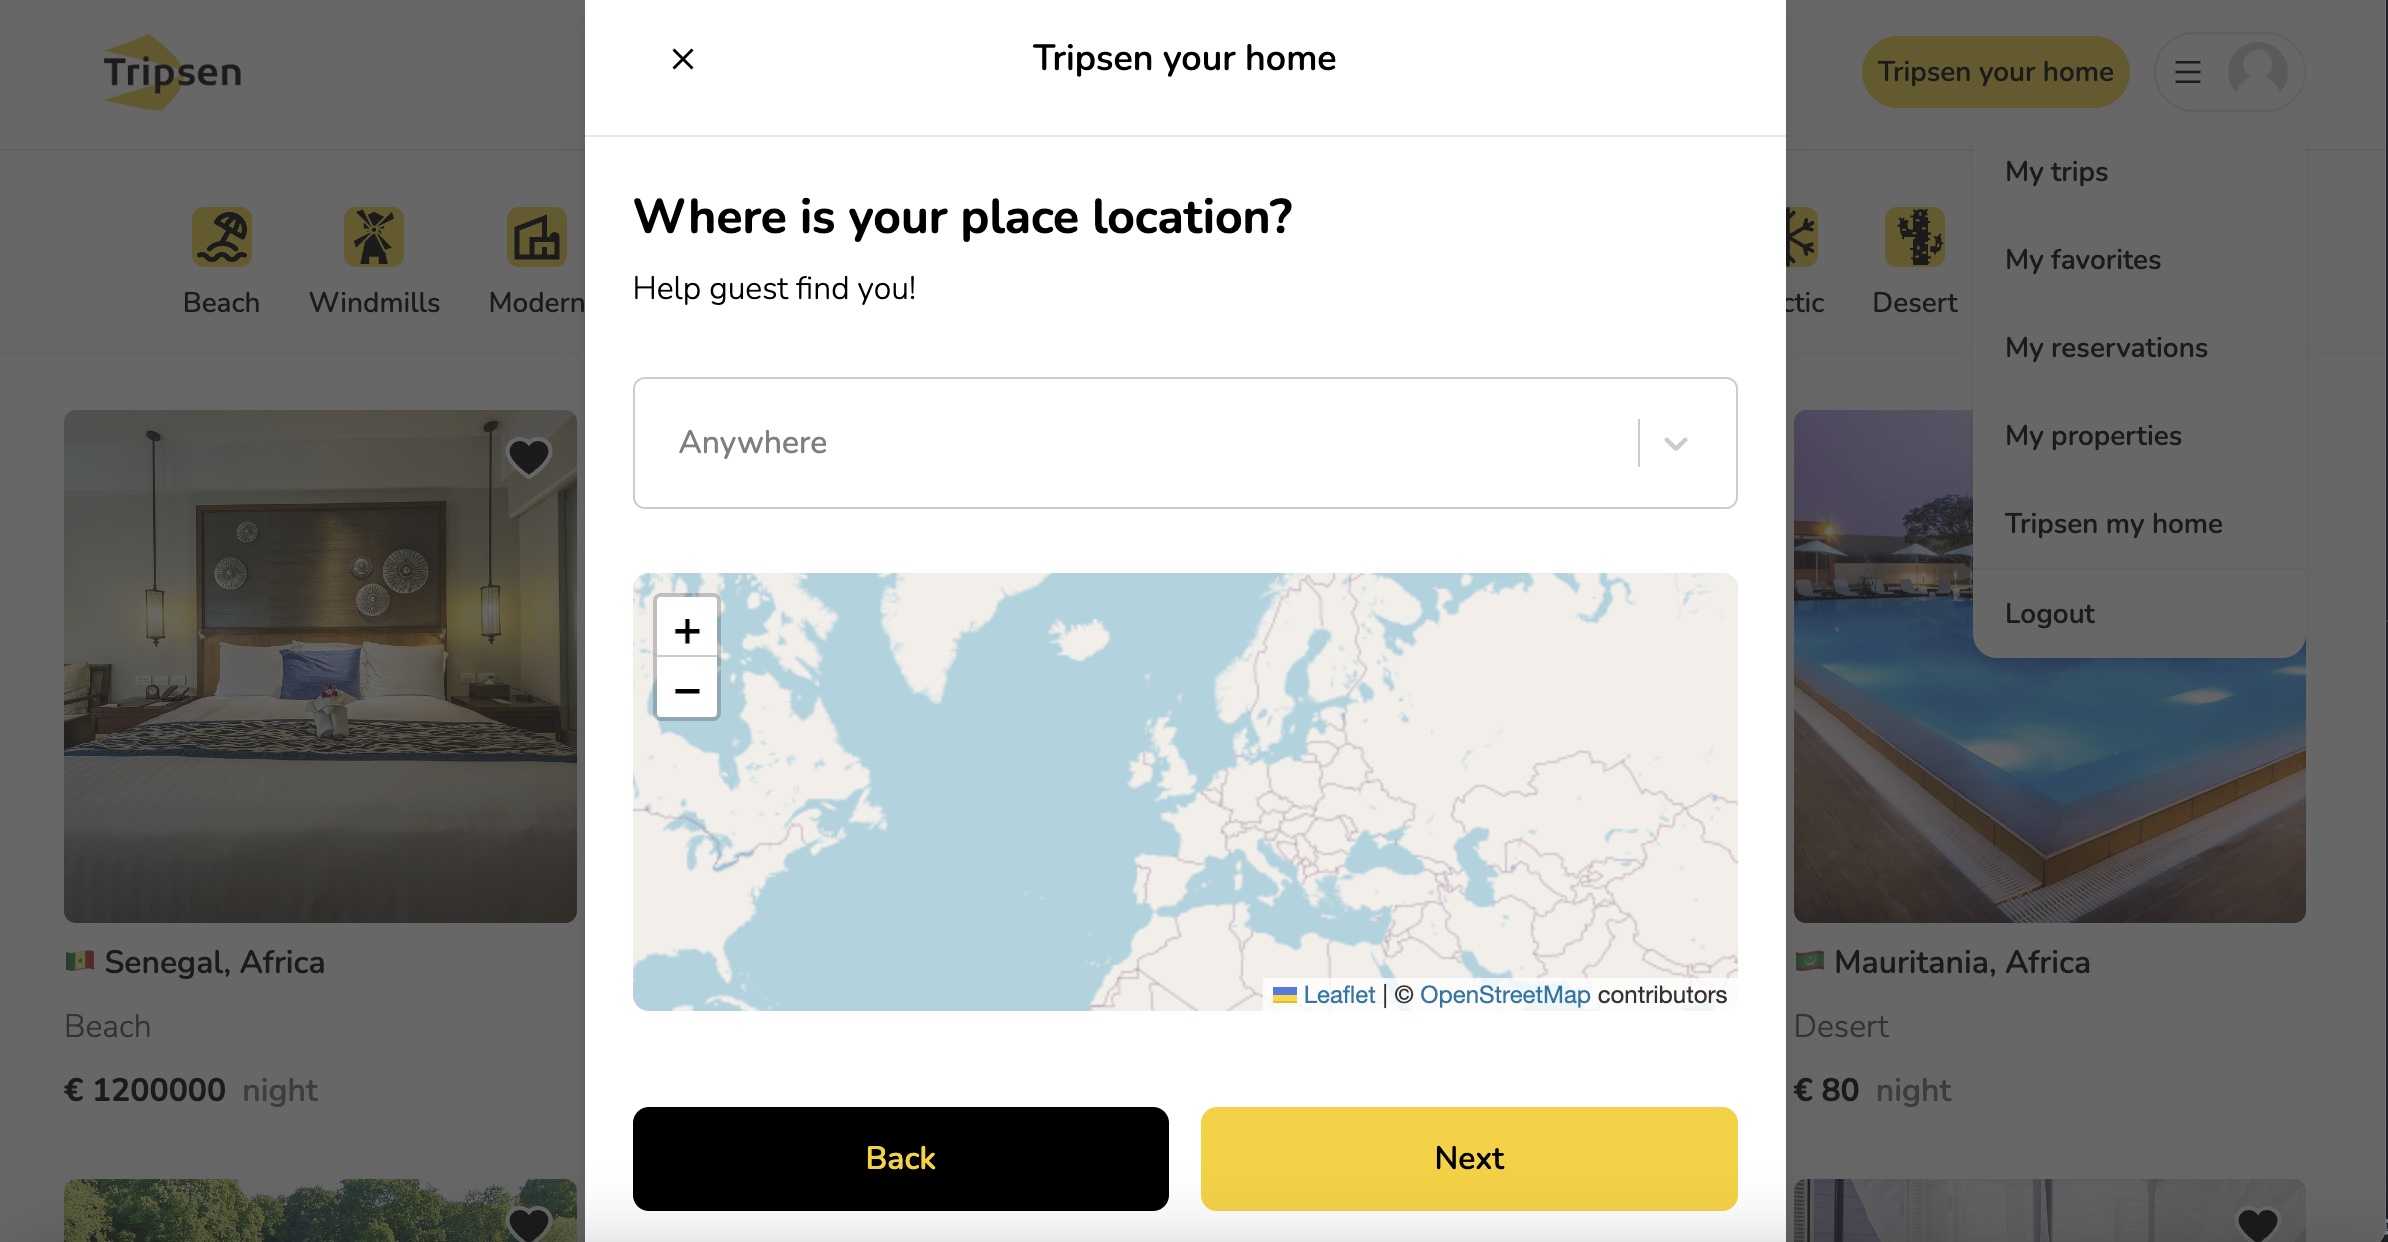 Tripsen
Tripsen your home
Tripsen your home
My trips
My favorites
My reservations
My properties
Tripsen my home
Logout
Beach
Windmills
Modern
ctic
Desert
Where is your place location?
Help guest find you!
Anywhere
+
−
Leaflet | © OpenStreetMap contributors
Back
Next
Senegal, Africa
Beach
€ 1200000 night
Mauritania, Africa
Desert
€ 80 night